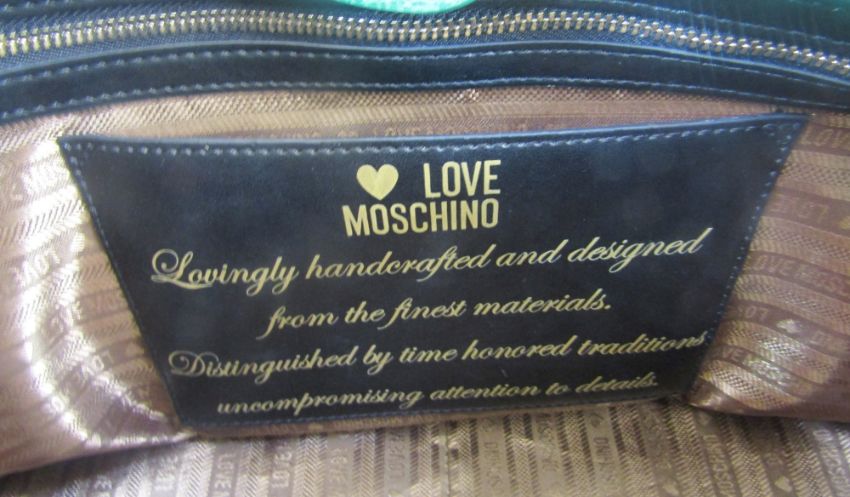 LOVE
MOSCHINO
Lovingly handcrafted and designed
from the finest materials.
Distinguished by time honored traditions
uncompromising attention to details.